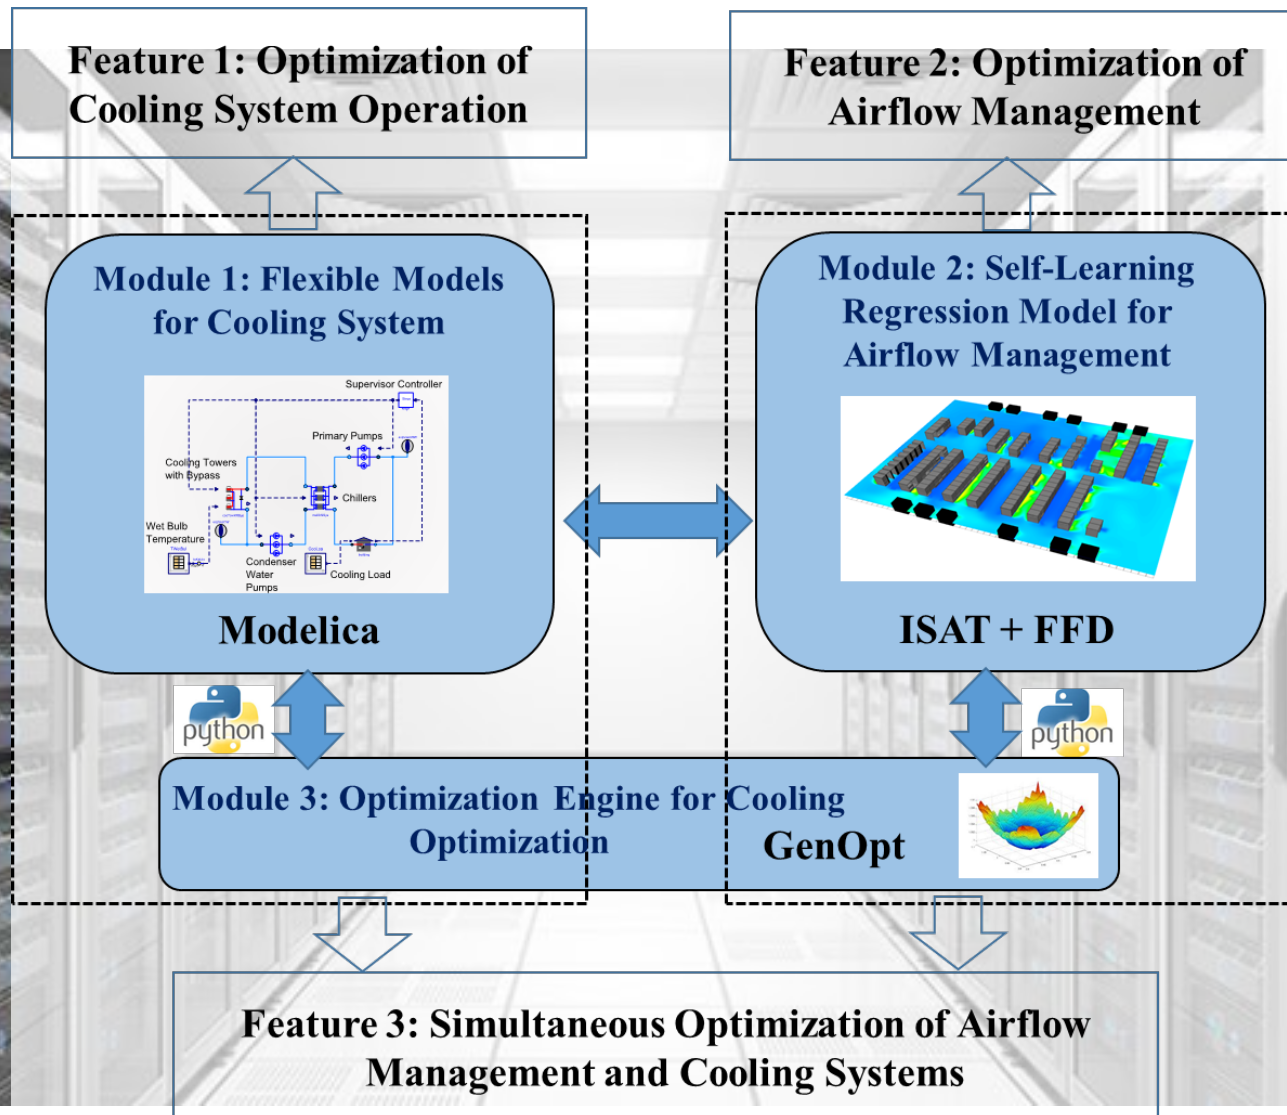 Feature 1: Optimization of
Cooling System Operation
Feature 2: Optimization of
Airflow Management
Module 1: Flexible Models
for Cooling System
Supervisor Controller
Primary Pumps
Cooling Towers
with Bypass
Chillers
Wet Bulb
Temperature
Condenser
Water
Pumps
Cooling Load
Modelica
Module 2: Self-Learning
Regression Model for
Airflow Management
ISAT + FFD
python
python
Module 3: Optimization Engine for Cooling
Optimization
GenOpt
Feature 3: Simultaneous Optimization of Airflow
Management and Cooling Systems